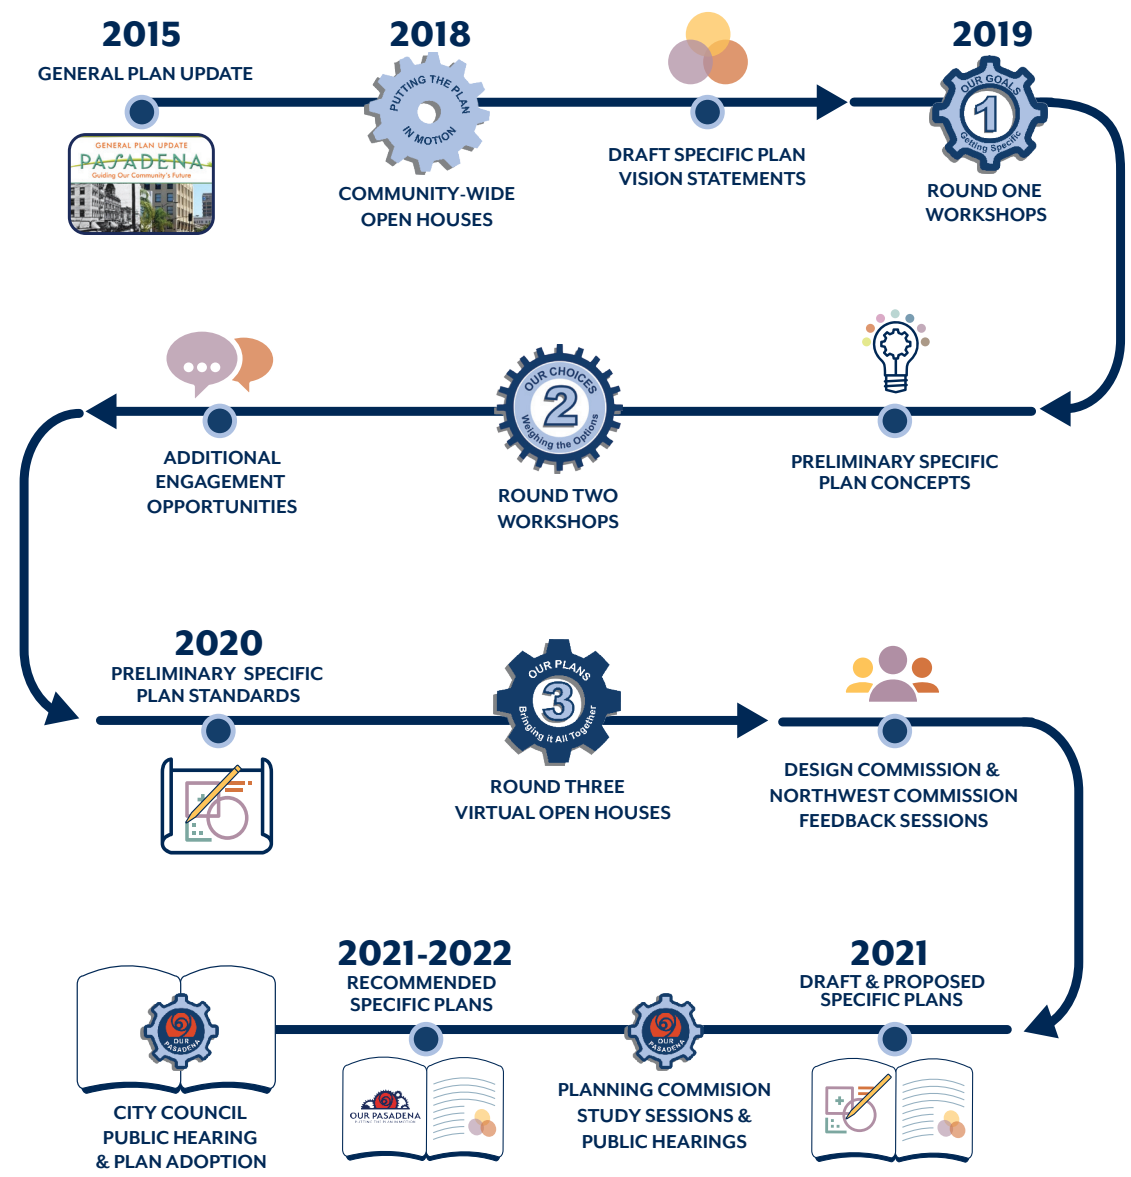 2015
GENERAL PLAN UPDATE
GENERAL PLAN UPDATE
PASADENA
Guiding Our Community's Future
2018
PUTTING THE PLAN
IN MOTION
COMMUNITY-WIDE
OPEN HOUSES
DRAFT SPECIFIC PLAN
VISION STATEMENTS
2019
OUR GOALS
1
Getting Specific
ROUND ONE
WORKSHOPS
PRELIMINARY SPECIFIC
PLAN CONCEPTS
OUR CHOICES
2
Weighing the Options
ROUND TWO
WORKSHOPS
ADDITIONAL
ENGAGEMENT
OPPORTUNITIES
2020
PRELIMINARY SPECIFIC
PLAN STANDARDS
OUR PLANS
3
Bringing it All Together
ROUND THREE
VIRTUAL OPEN HOUSES
DESIGN COMMISSION &
NORTHWEST COMMISSION
FEEDBACK SESSIONS
2021
DRAFT & PROPOSED
SPECIFIC PLANS
OUR
PASADENA
PLANNING COMMISION
STUDY SESSIONS &
PUBLIC HEARINGS
2021-2022
RECOMMENDED
SPECIFIC PLANS
OUR PASADENA
PUTTING THE PLAN IN MOTION
OUR
PASADENA
CITY COUNCIL
PUBLIC HEARING
& PLAN ADOPTION